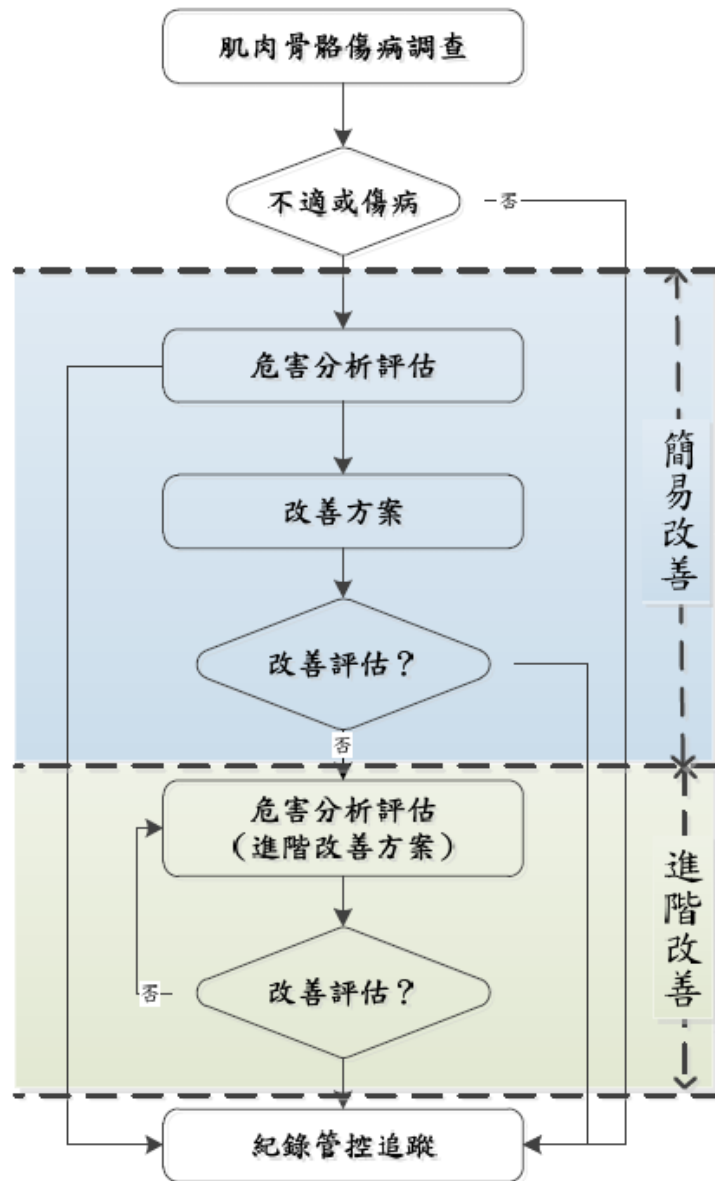 肌肉骨骼傷病調查
不適或傷病
否
危害分析評估
改善方案
簡易改善
改善評估？
否
危害分析評估
（進階改善方案）
進階改善
改善評估？
否
紀錄管控追蹤